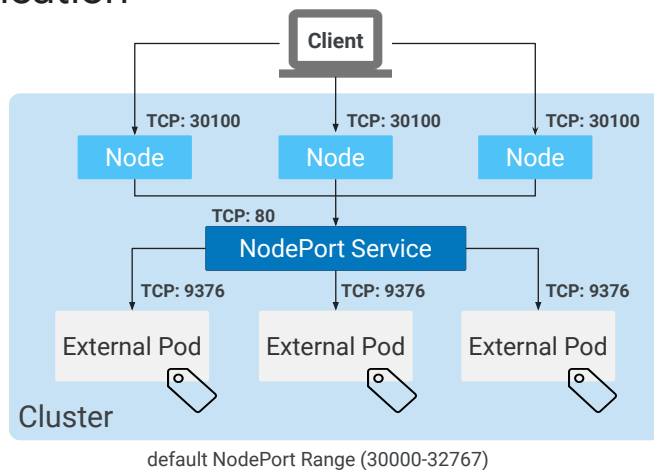 Client
TCP: 30100
TCP: 30100
TCP: 30100
Node
Node
Node
TCP: 80
NodePort Service
TCP: 9376
TCP: 9376
TCP: 9376
External Pod
External Pod
External Pod
Cluster
default NodePort Range (30000-32767)